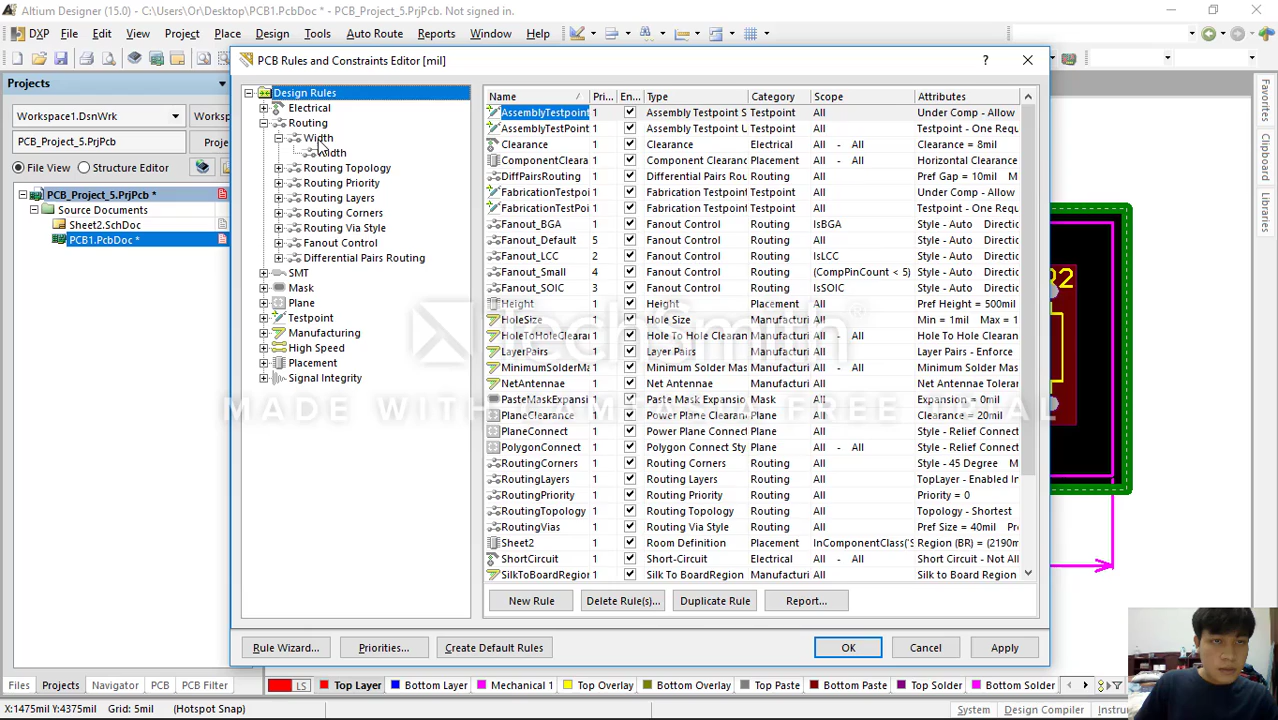 Altium Designer (15.0) - C:\Users\Or\Desktop\PCB1.PcbDoc * - PCB_Project_5.PrjPcb. Not signed in.
DXP File Edit View Project Place Design Tools Auto Route Reports Window Help
Projects
Workspace1.DsnWrk
PCB_Project_5.PrjPcb
File View Structure Editor
PCB_Project_5.PrjPcb *
Source Documents
Sheet2.SchDoc
PCB1.PcbDoc *
Files Projects Navigator PCB PCB Filter
PCB Rules and Constraints Editor [mil]
Design Rules
Electrical
Routing
Width
Width
Routing Topology
Routing Priority
Routing Layers
Routing Corners
Routing Via Style
Fanout Control
Differential Pairs Routing
SMT
Mask
Plane
Testpoint
Manufacturing
High Speed
Placement
Signal Integrity
Name Pri... En... Type Category Scope Attributes
AssemblyTestpoint 1 Assembly Testpoint S Testpoint All Under Comp - Allow
AssemblyTestPoint 1 Assembly Testpoint U Testpoint All Testpoint - One Requ
Clearance 1 Clearance Electrical All - All Clearance = 8mil
ComponentCleara 1 Component Clearanc Placement All - All Horizontal Clearance
DiffPairsRouting 1 Differential Pairs Rou Routing All Pref Gap = 10mil M
FabricationTestpoi 1 Fabrication Testpoint Testpoint All Under Comp - Allow
FabricationTestPoi 1 Fabrication Testpoint Testpoint All Testpoint - One Requ
Fanout_BGA 1 Fanout Control Routing IsBGA Style - Auto Directio
Fanout_Default 5 Fanout Control Routing All Style - Auto Directio
Fanout_LCC 2 Fanout Control Routing IsLCC Style - Auto Directio
Fanout_Small 4 Fanout Control Routing (CompPinCount < 5) Style - Auto Directio
Fanout_SOIC 3 Fanout Control Routing IsSOIC Style - Auto Directio
Height 1 Height Placement All Pref Height = 500mil
HoleSize 1 Hole Size Manufacturi All Min = 1mil Max = 1
HoleToHoleClearan 1 Hole To Hole Clearan Manufacturi All - All Hole To Hole Clearan
LayerPairs 1 Layer Pairs Manufacturi All Layer Pairs - Enforce
MinimumSolderMa 1 Minimum Solder Mas Manufacturi All - All Minimum Solder Mas
NetAntennae 1 Net Antennae Manufacturi All Net Antennae Toleran
PasteMaskExpansi 1 Paste Mask Expansion Mask All Expansion = 0mil
PlaneClearance 1 Power Plane Clearanc Plane All Clearance = 20mil
PlaneConnect 1 Power Plane Connect Plane All Style - Relief Connect
PolygonConnect 1 Polygon Connect Sty Plane All - All Style - Relief Connect
RoutingCorners 1 Routing Corners Routing All Style - 45 Degree M
RoutingLayers 1 Routing Layers Routing All TopLayer - Enabled In
RoutingPriority 1 Routing Priority Routing All Priority = 0
RoutingTopology 1 Routing Topology Routing All Topology - Shortest
RoutingVias 1 Routing Via Style Routing All Pref Size = 40mil Pre
Sheet2 1 Room Definition Placement InComponentClass('S Region (BR) = (2190m
ShortCircuit 1 Short-Circuit Electrical All - All Short Circuit - Not All
SilkToBoardRegion 1 Silk To BoardRegion Manufacturi All Silk to Board Region
New Rule Delete Rule(s)... Duplicate Rule Report...
Rule Wizard... Priorities... Create Default Rules OK Cancel Apply
TechSmith
Favorites
Clipboard
Libraries
LS Top Layer Bottom Layer Mechanical 1 Top Overlay Bottom Overlay Top Paste Bottom Paste Top Solder Bottom Solder
X:1475mil Y:4375mil Grid: 5mil (Hotspot Snap) System Design Compiler